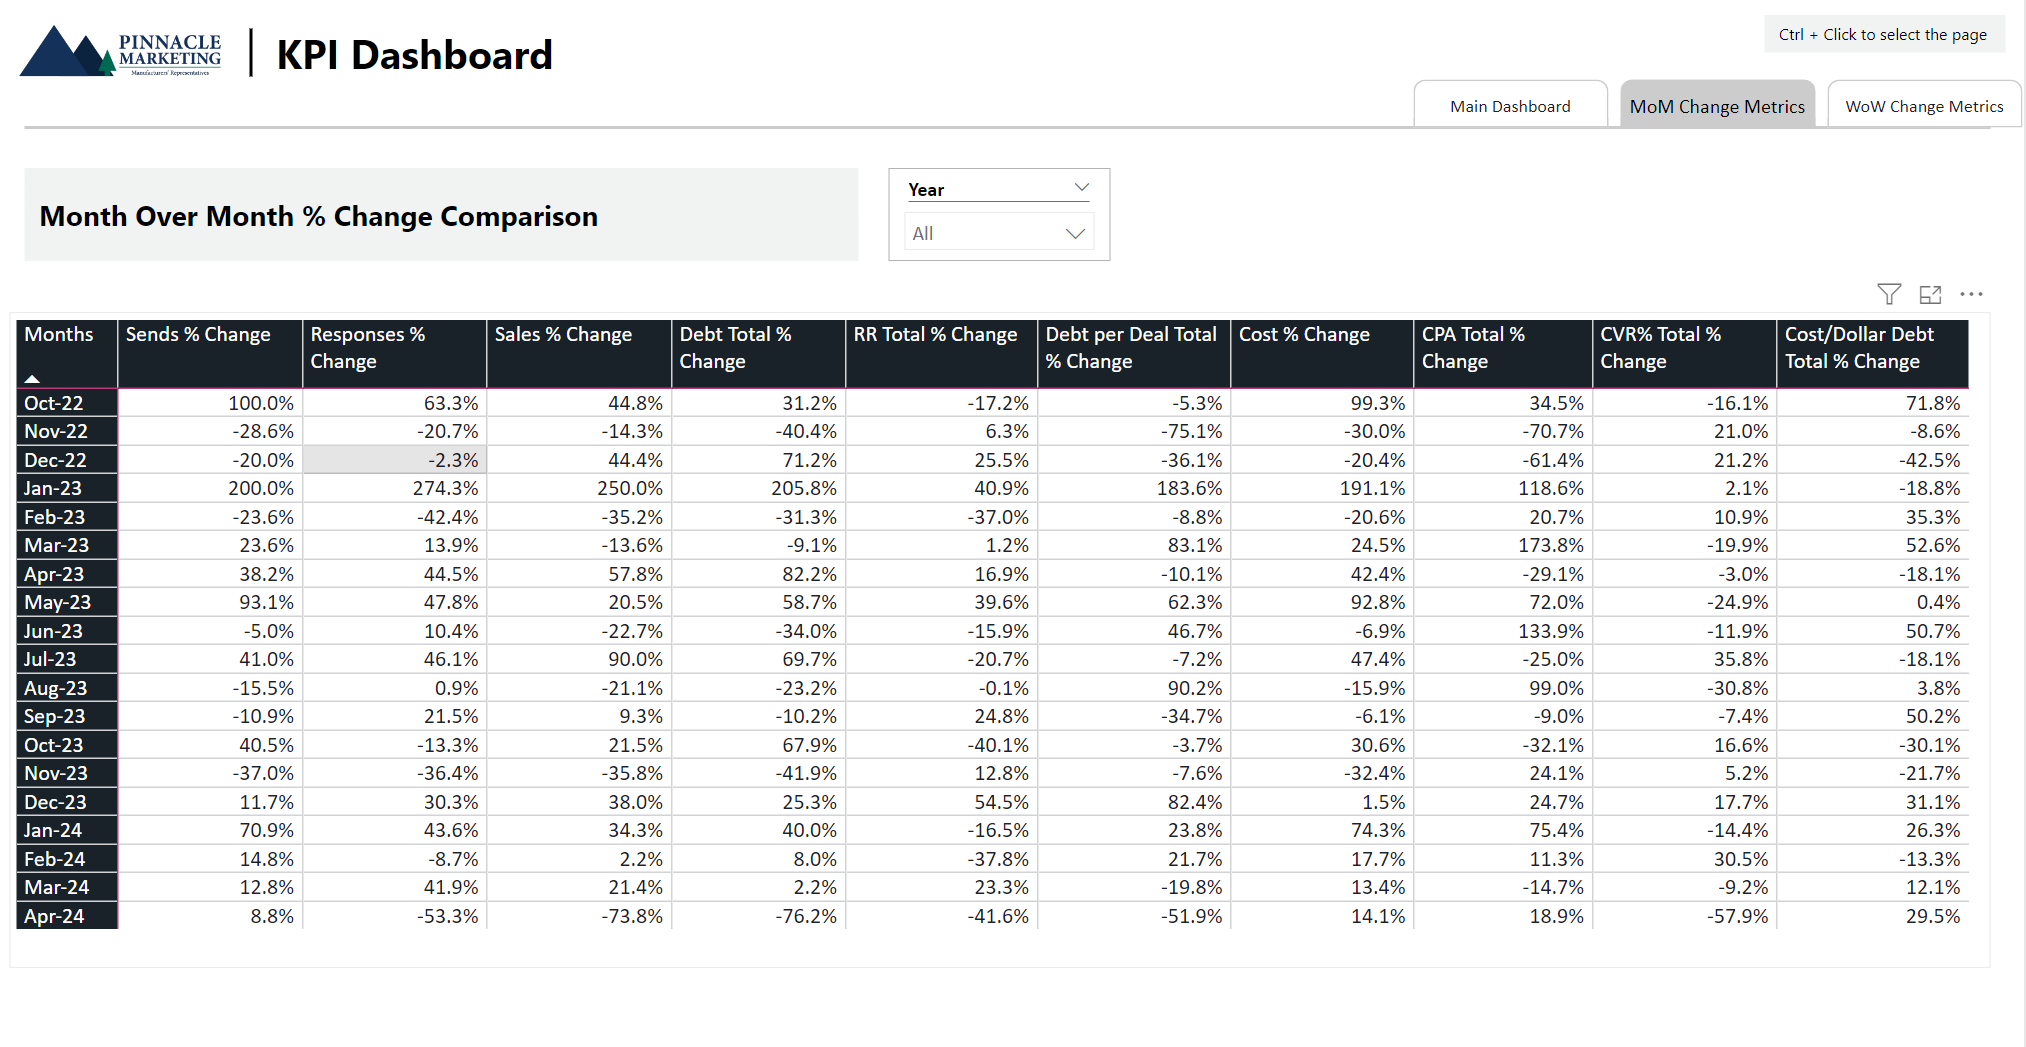 PINNACLE
MARKETING
Manufacturers' Representatives
KPI Dashboard
Ctrl + Click to select the page
Main Dashboard
MoM Change Metrics
WoW Change Metrics
Month Over Month % Change Comparison
Year
All
Months Sends % Change Responses % Change Sales % Change Debt Total % Change RR Total % Change Debt per Deal Total % Change Cost % Change CPA Total % Change CVR% Total % Change Cost/Dollar Debt Total % Change
Oct-22 100.0% 63.3% 44.8% 31.2% -17.2% -5.3% 99.3% 34.5% -16.1% 71.8%
Nov-22 -28.6% -20.7% -14.3% -40.4% 6.3% -75.1% -30.0% -70.7% 21.0% -8.6%
Dec-22 -20.0% -2.3% 44.4% 71.2% 25.5% -36.1% -20.4% -61.4% 21.2% -42.5%
Jan-23 200.0% 274.3% 250.0% 205.8% 40.9% 183.6% 191.1% 118.6% 2.1% -18.8%
Feb-23 -23.6% -42.4% -35.2% -31.3% -37.0% -8.8% -20.6% 20.7% 10.9% 35.3%
Mar-23 23.6% 13.9% -13.6% -9.1% 1.2% 83.1% 24.5% 173.8% -19.9% 52.6%
Apr-23 38.2% 44.5% 57.8% 82.2% 16.9% -10.1% 42.4% -29.1% -3.0% -18.1%
May-23 93.1% 47.8% 20.5% 58.7% 39.6% 62.3% 92.8% 72.0% -24.9% 0.4%
Jun-23 -5.0% 10.4% -22.7% -34.0% -15.9% 46.7% -6.9% 133.9% -11.9% 50.7%
Jul-23 41.0% 46.1% 90.0% 69.7% -20.7% -7.2% 47.4% -25.0% 35.8% -18.1%
Aug-23 -15.5% 0.9% -21.1% -23.2% -0.1% 90.2% -15.9% 99.0% -30.8% 3.8%
Sep-23 -10.9% 21.5% 9.3% -10.2% 24.8% -34.7% -6.1% -9.0% -7.4% 50.2%
Oct-23 40.5% -13.3% 21.5% 67.9% -40.1% -3.7% 30.6% -32.1% 16.6% -30.1%
Nov-23 -37.0% -36.4% -35.8% -41.9% 12.8% -7.6% -32.4% 24.1% 5.2% -21.7%
Dec-23 11.7% 30.3% 38.0% 25.3% 54.5% 82.4% 1.5% 24.7% 17.7% 31.1%
Jan-24 70.9% 43.6% 34.3% 40.0% -16.5% 23.8% 74.3% 75.4% -14.4% 26.3%
Feb-24 14.8% -8.7% 2.2% 8.0% -37.8% 21.7% 17.7% 11.3% 30.5% -13.3%
Mar-24 12.8% 41.9% 21.4% 2.2% 23.3% -19.8% 13.4% -14.7% -9.2% 12.1%
Apr-24 8.8% -53.3% -73.8% -76.2% -41.6% -51.9% 14.1% 18.9% -57.9% 29.5%